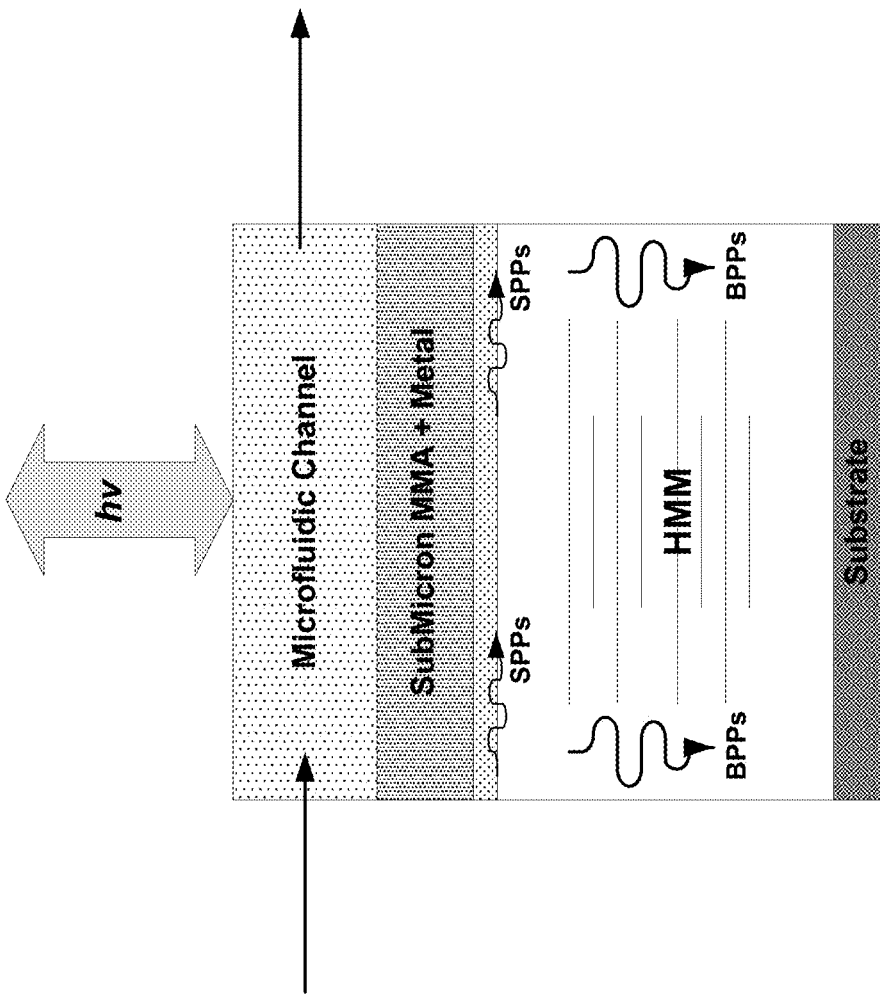 hv
Microfluidic Channel
SubMicron MMA + Metal
SPPs
SPPs
BPPs
HMM
BPPs
Substrate